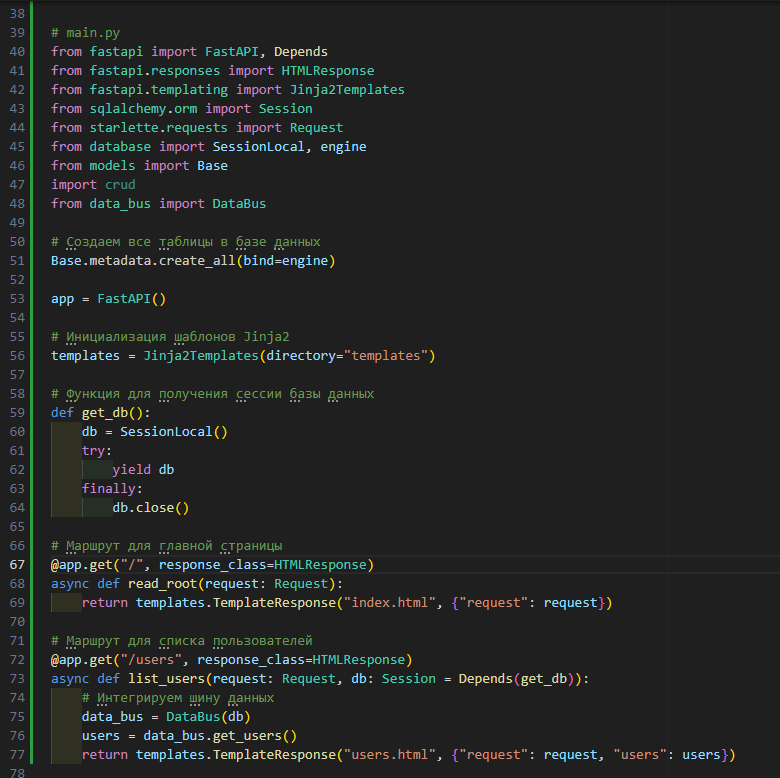 38
39 # main.py
40 from fastapi import FastAPI, Depends
41 from fastapi.responses import HTMLResponse
42 from fastapi.templating import Jinja2Templates
43 from sqlalchemy.orm import Session
44 from starlette.requests import Request
45 from database import SessionLocal, engine
46 from models import Base
47 import crud
48 from data_bus import DataBus
49
50 # Создаем все таблицы в базе данных
51 Base.metadata.create_all(bind=engine)
52
53 app = FastAPI()
54
55 # Инициализация шаблонов Jinja2
56 templates = Jinja2Templates(directory="templates")
57
58 # Функция для получения сессии базы данных
59 def get_db():
60     db = SessionLocal()
61     try:
62         yield db
63     finally:
64         db.close()
65
66 # Маршрут для главной страницы
67 @app.get("/", response_class=HTMLResponse)
68 async def read_root(request: Request):
69     return templates.TemplateResponse("index.html", {"request": request})
70
71 # Маршрут для списка пользователей
72 @app.get("/users", response_class=HTMLResponse)
73 async def list_users(request: Request, db: Session = Depends(get_db)):
74     # Интегрируем шину данных
75     data_bus = DataBus(db)
76     users = data_bus.get_users()
77     return templates.TemplateResponse("users.html", {"request": request, "users": users})
78